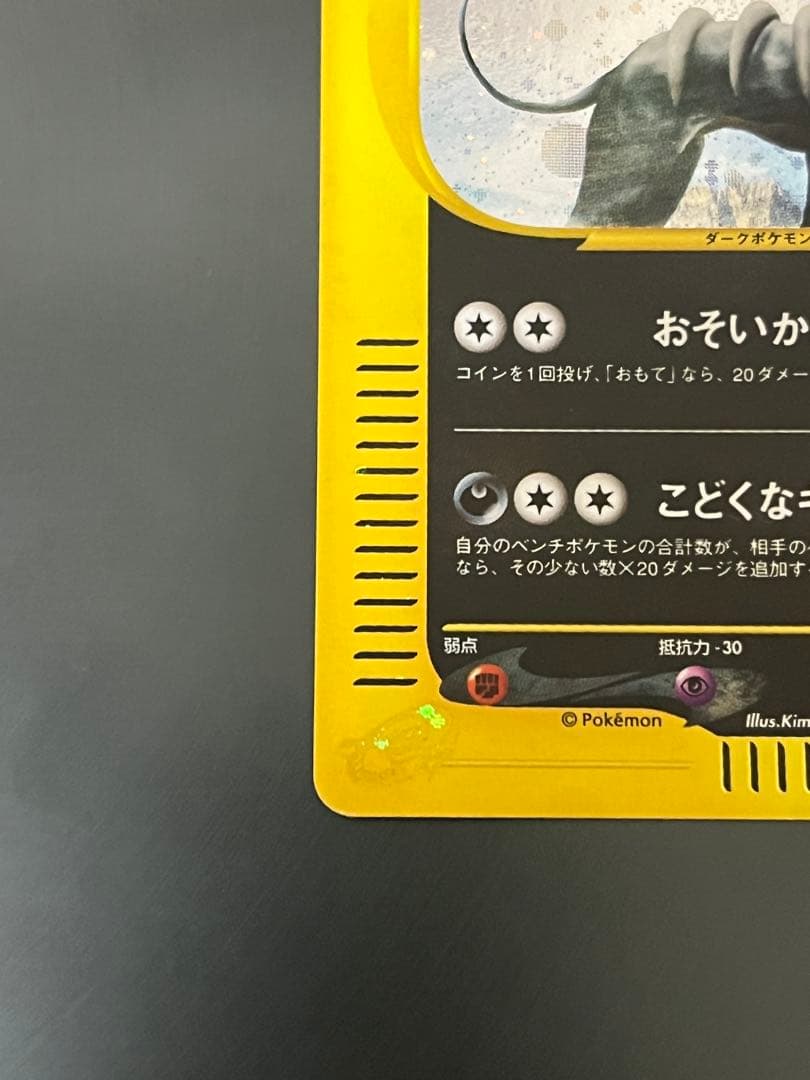 ダークポケモン
おそいか
コインを1回投げ、「おもて」なら、20ダメー
こどくなキ
自分のベンチポケモンの合計数が、相手の
なら、その少ない数×20ダメージを追加す
弱点
抵抗力 -30
© Pokémon
Illus.Kim